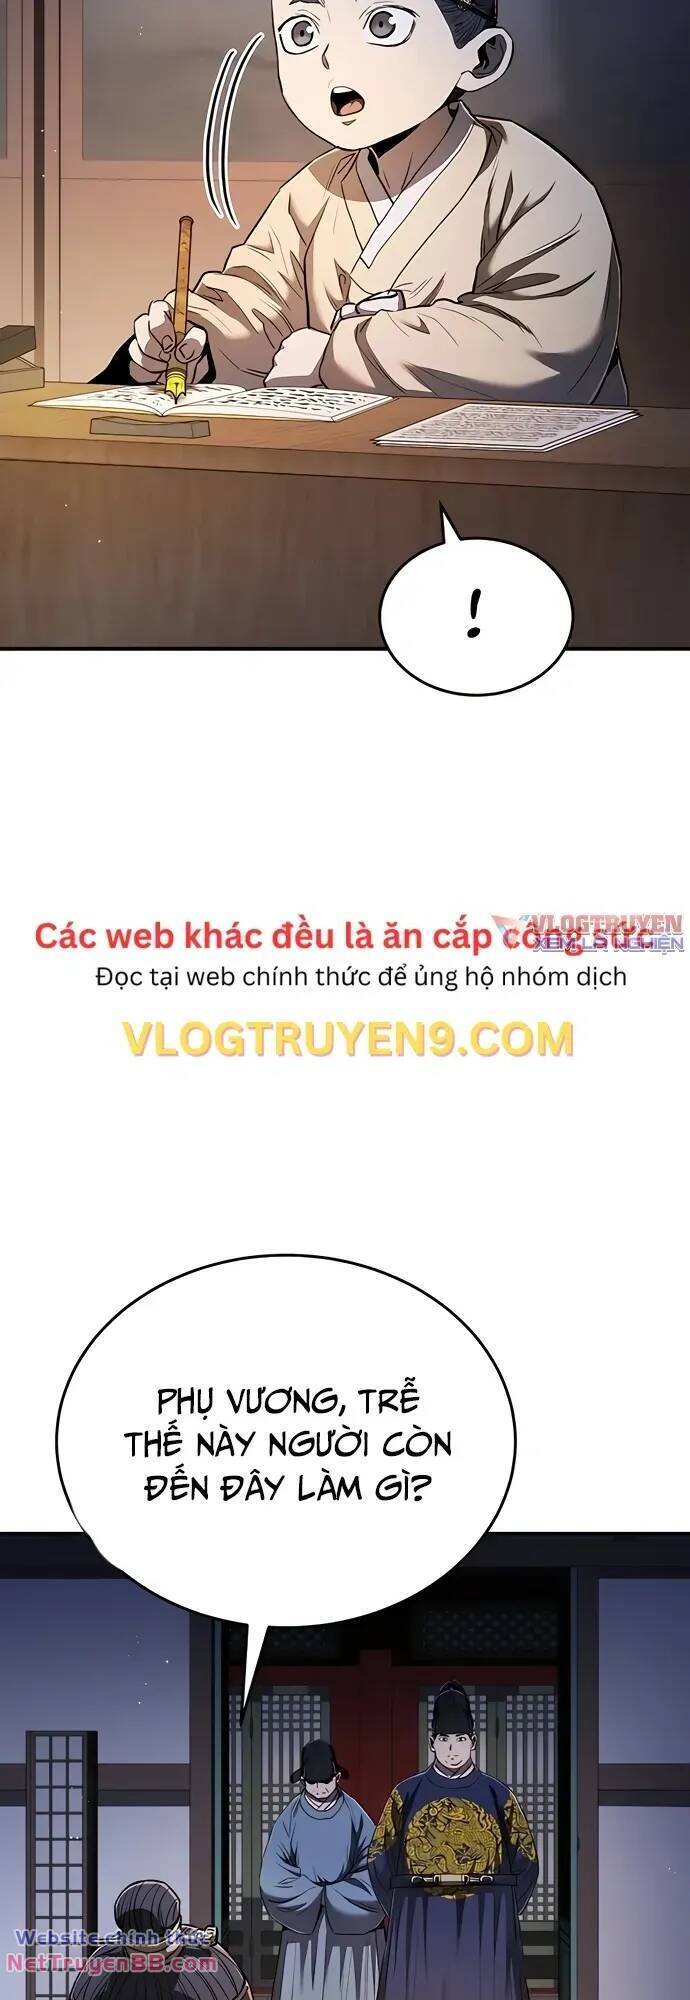 !
VLOGTRUYEN
XEM LÀ NGHIỆN
Các web khác đều là ăn cắp công sức
Đọc tại web chính thức để ủng hộ nhóm dịch
VLOGTRUYEN9.COM
PHỤ VƯƠNG, TRỄ
THẾ NÀY NGƯỜI CÒN
ĐẾN ĐÂY LÀM GÌ?
Website chính thức
NetTruyenBB.com